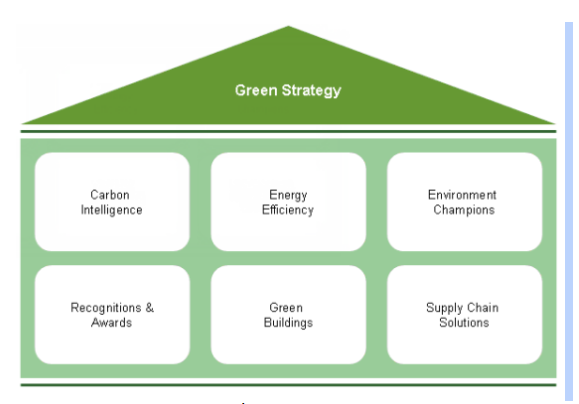 Green Strategy
Carbon
Intelligence
Energy
Efficiency
Environment
Champions
Recognitions &
Awards
Green
Buildings
Supply Chain
Solutions